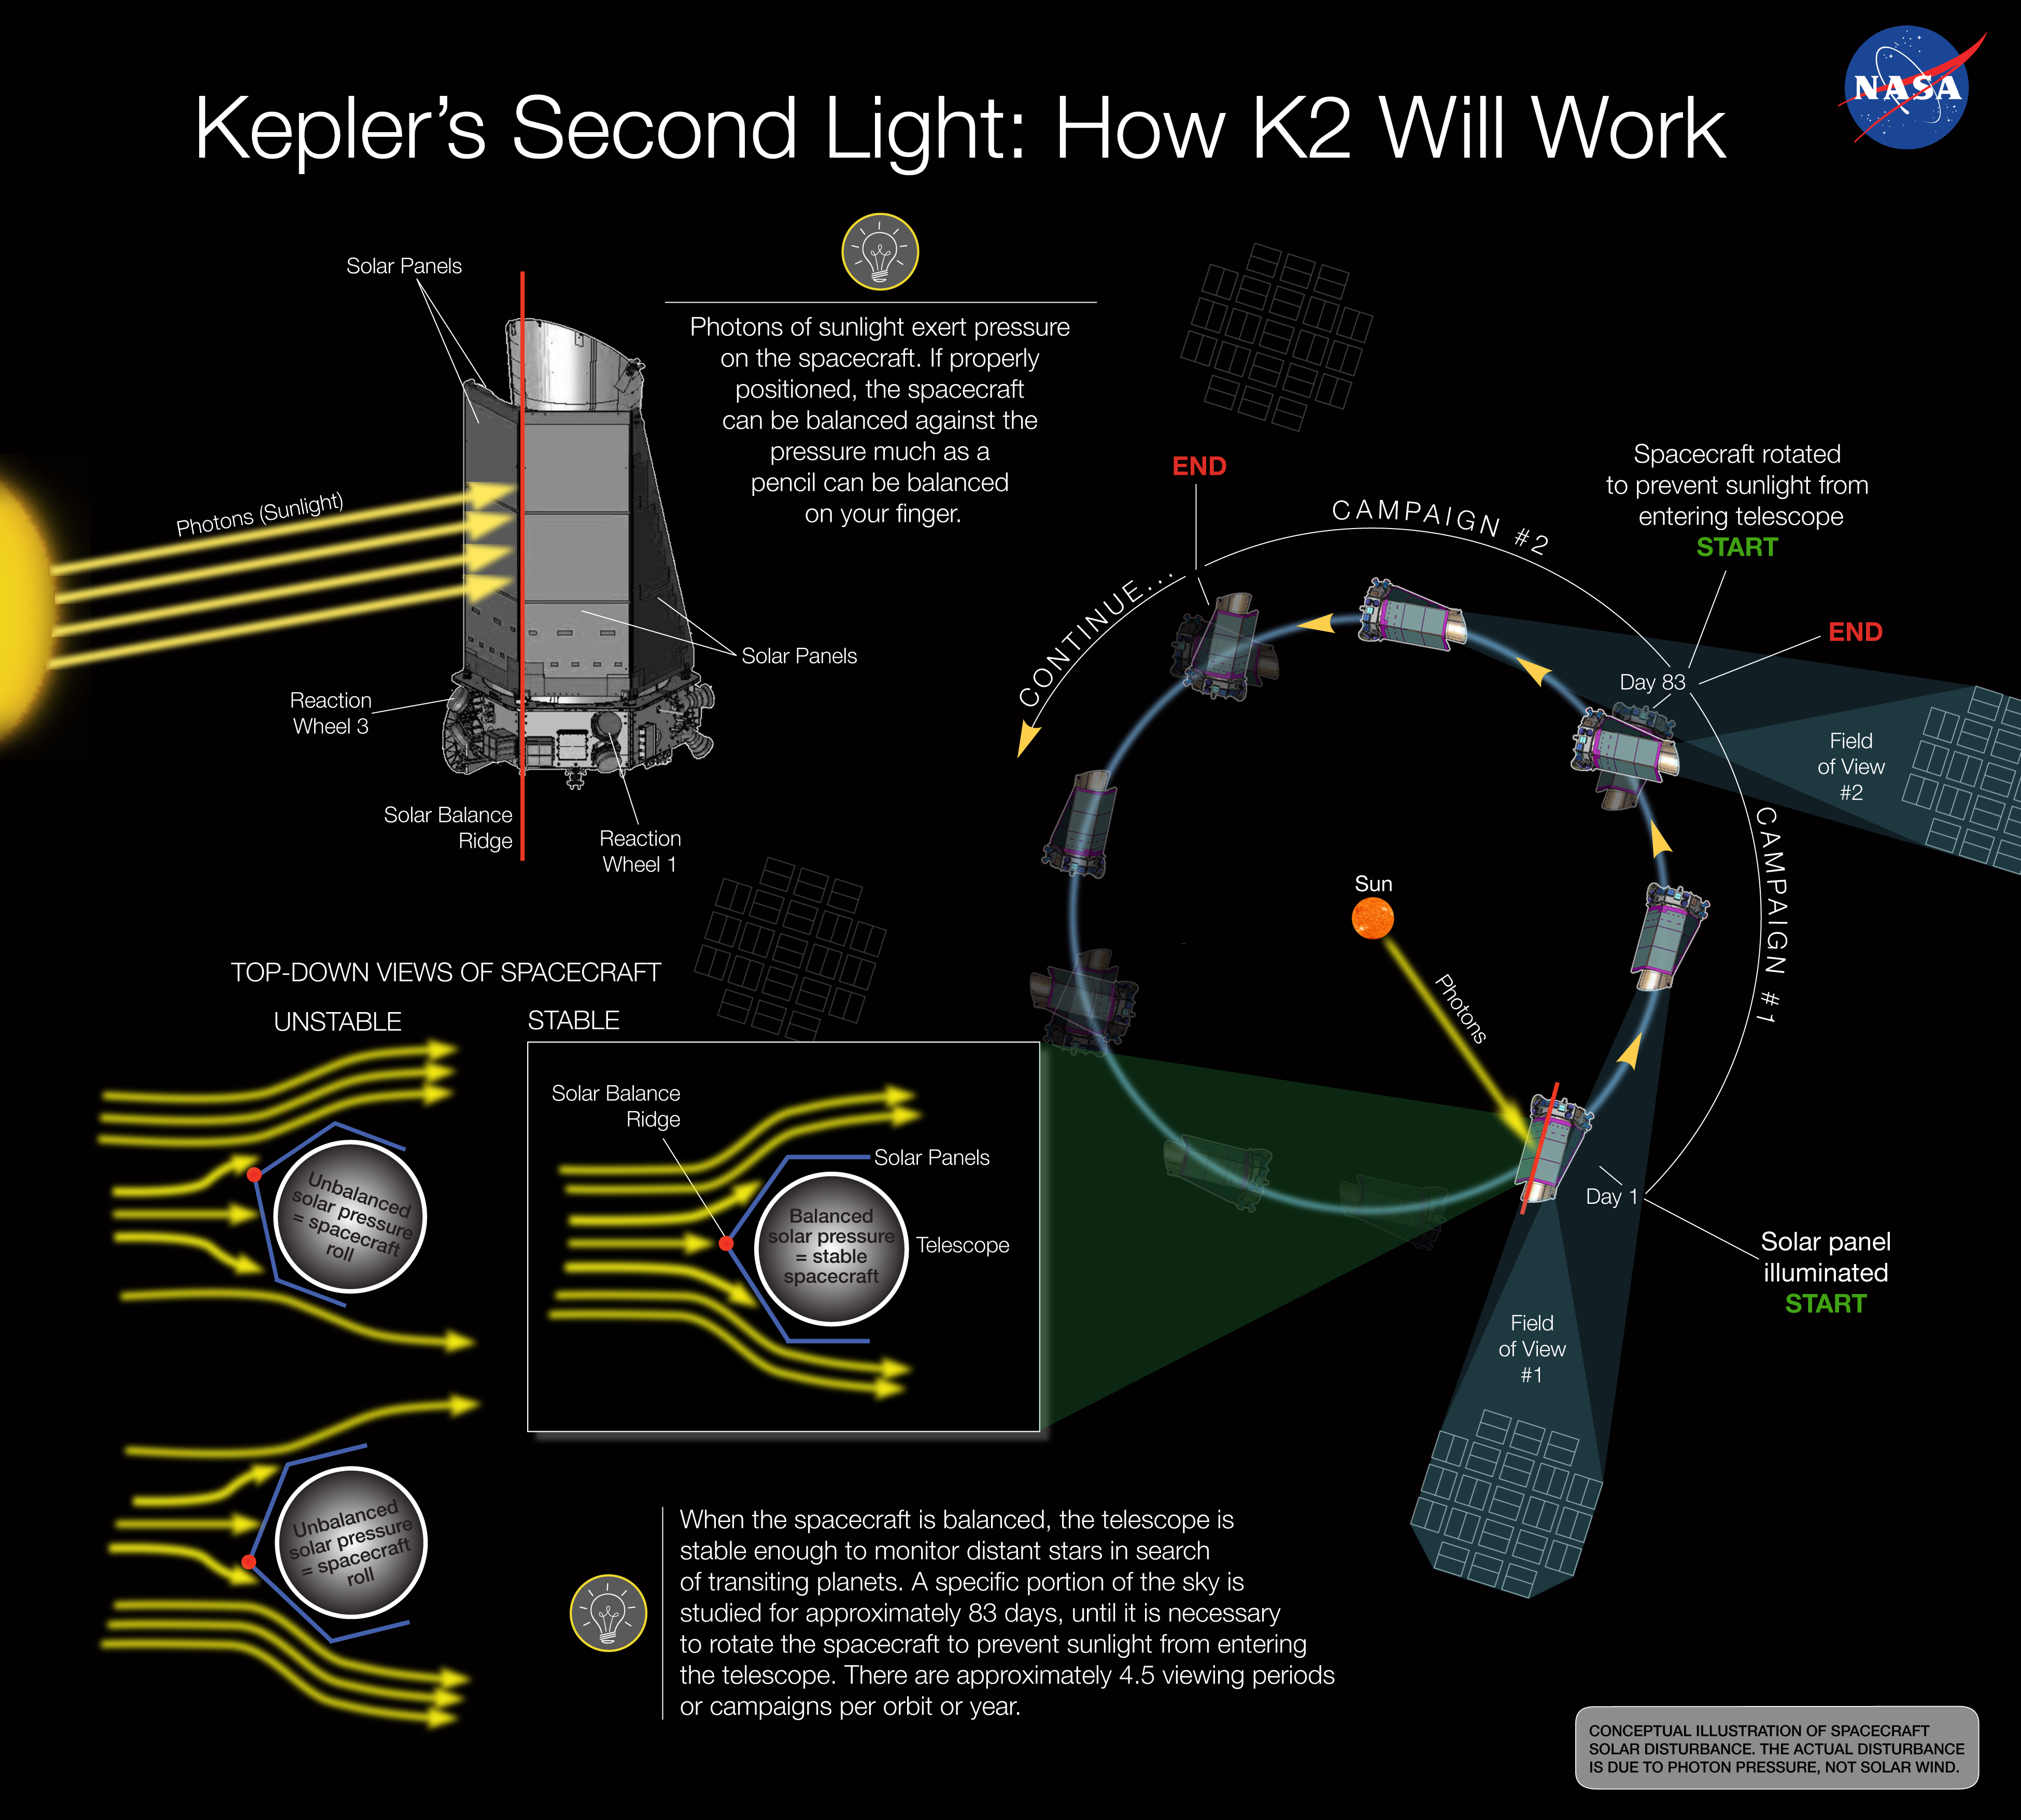 NASA
Kepler’s Second Light: How K2 Will Work
Solar Panels
Photons (Sunlight)
Reaction
Wheel 3
Solar Balance
Ridge
Reaction
Wheel 1
Solar Panels
Photons of sunlight exert pressure
on the spacecraft. If properly
positioned, the spacecraft
can be balanced against the
pressure much as a
pencil can be balanced
on your finger.
END
CONTINUE...
CAMPAIGN #2
Spacecraft rotated
to prevent sunlight from
entering telescope
START
END
Day 83
Field
of View
#2
CAMPAIGN #1
Sun
Photons
Day 1
Solar panel
illuminated
START
Field
of View
#1
TOP-DOWN VIEWS OF SPACECRAFT
UNSTABLE
Unbalanced
solar pressure
= spacecraft
roll
Unbalanced
solar pressure
= spacecraft
roll
STABLE
Solar Balance
Ridge
Solar Panels
Balanced
solar pressure
= stable
spacecraft
Telescope
When the spacecraft is balanced, the telescope is
stable enough to monitor distant stars in search
of transiting planets. A specific portion of the sky is
studied for approximately 83 days, until it is necessary
to rotate the spacecraft to prevent sunlight from entering
the telescope. There are approximately 4.5 viewing periods
or campaigns per orbit or year.
CONCEPTUAL ILLUSTRATION OF SPACECRAFT
SOLAR DISTURBANCE. THE ACTUAL DISTURBANCE
IS DUE TO PHOTON PRESSURE, NOT SOLAR WIND.